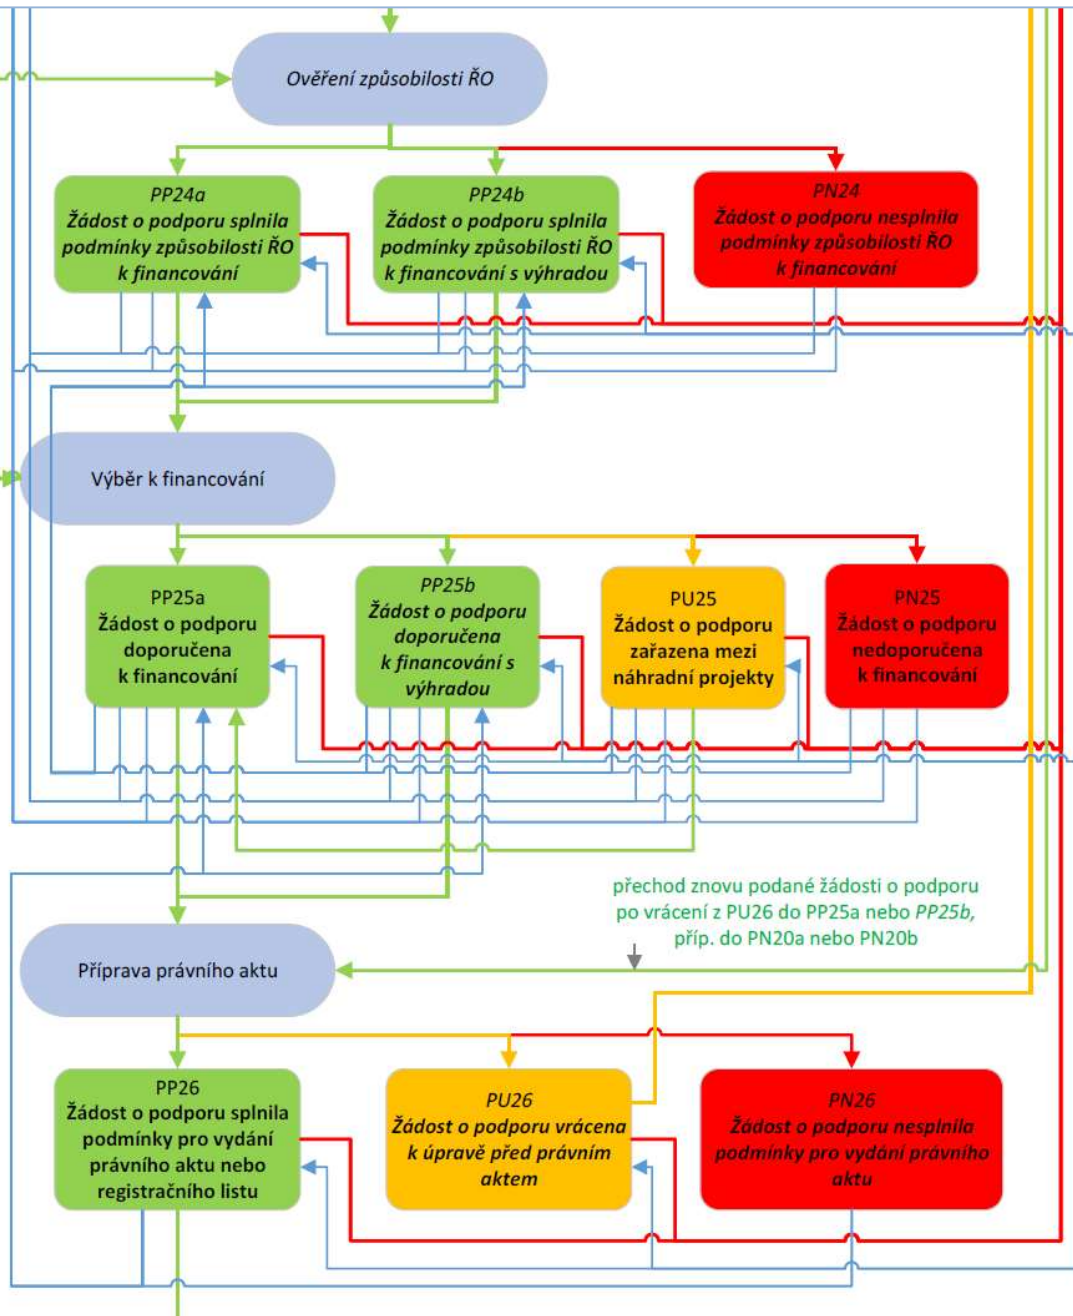 Ověření způsobilosti ŘO
PP24a
Žádost o podporu splnila
podmínky způsobilosti ŘO
k financování
PP24b
Žádost o podporu splnila
podmínky způsobilosti ŘO
k financování s výhradou
PN24
Žádost o podporu nesplnila
podmínky způsobilosti ŘO
k financování
Výběr k financování
PP25a
Žádost o podporu
doporučena
k financování
PP25b
Žádost o podporu
doporučena
k financování s
výhradou
PU25
Žádost o podporu
zařazena mezi
náhradní projekty
PN25
Žádost o podporu
nedoporučena
k financování
přechod znovu podané žádosti o podporu
po vrácení z PU26 do PP25a nebo PP25b,
příp. do PN20a nebo PN20b
Příprava právního aktu
PP26
Žádost o podporu splnila
podmínky pro vydání
právního aktu nebo
registračního listu
PU26
Žádost o podporu vrácena
k úpravě před právním
aktem
PN26
Žádost o podporu nesplnila
podmínky pro vydání právního
aktu